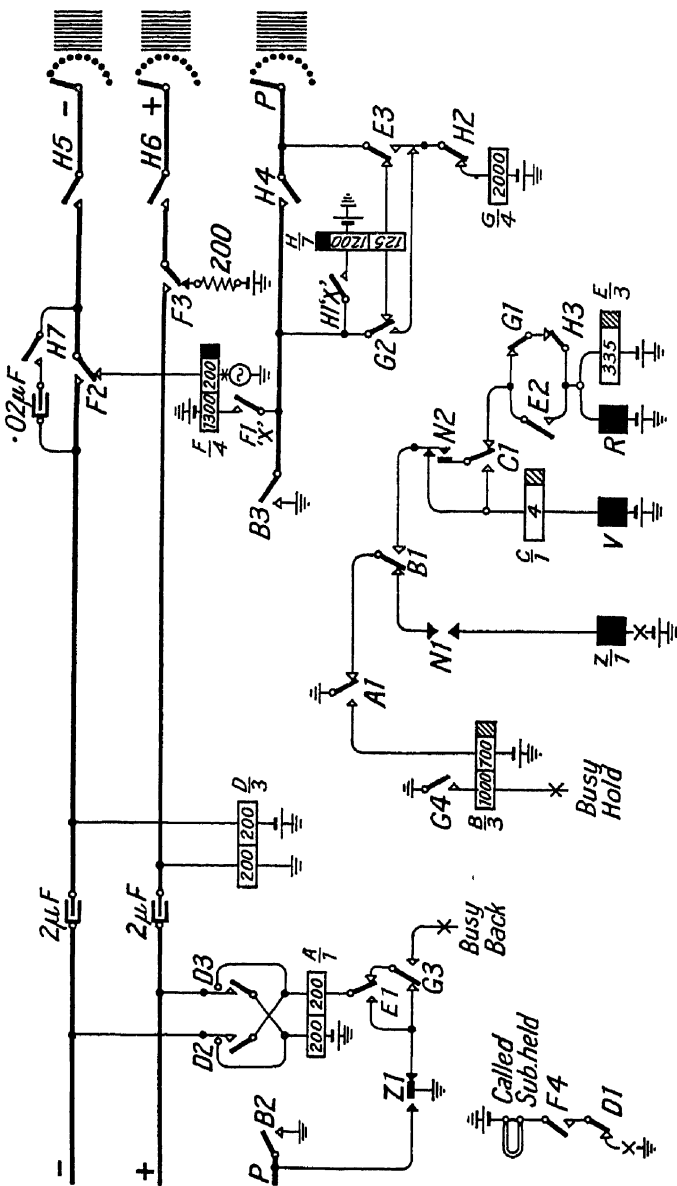 −
H5
2µF
·02µF
H7
F2
+
H6
2µF
F3
200
D/3
200 200
P
H4
E3
H2
G/4
2000
H/7
1200 125
H1'x'
G2
F/4
1300 200
F1 'x'
B3
D2
D3
A/1
200 200
E1
G3
Busy
Back
P
B2
Z1
A1
G4
B/3
1000 700
Busy
Hold
B1
N1
Z/1
N2
C1
C/1
4
V
E2
G1
H3
R
E/3
335
Called
Sub. held
F4
D1
−
+